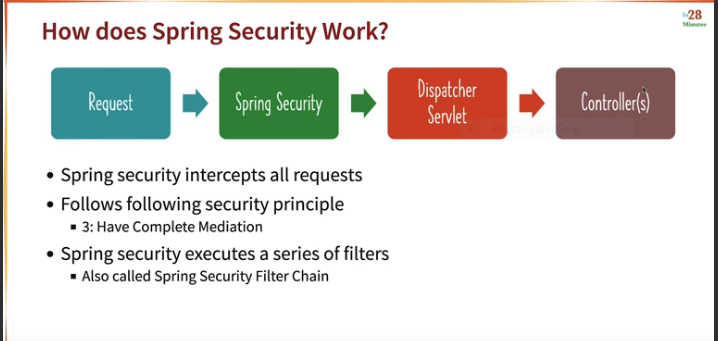 How does Spring Security Work?
in28
Minutes
Request
Spring Security
Dispatcher
Servlet
Controller(s)
Rectangular Snip
• Spring security intercepts all requests
• Follows following security principle
▪ 3: Have Complete Mediation
• Spring security executes a series of filters
▪ Also called Spring Security Filter Chain